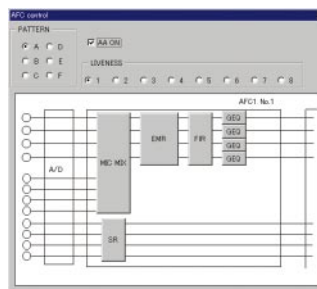 AFC control
PATTERN
A D
B E
C F
AA ON
LIVENESS
1 2 3 4 5 6 7 8
AFC1 No.1
A/D
MIC MIX
EMR
FIR
GEQ
GEQ
GEQ
GEQ
SR